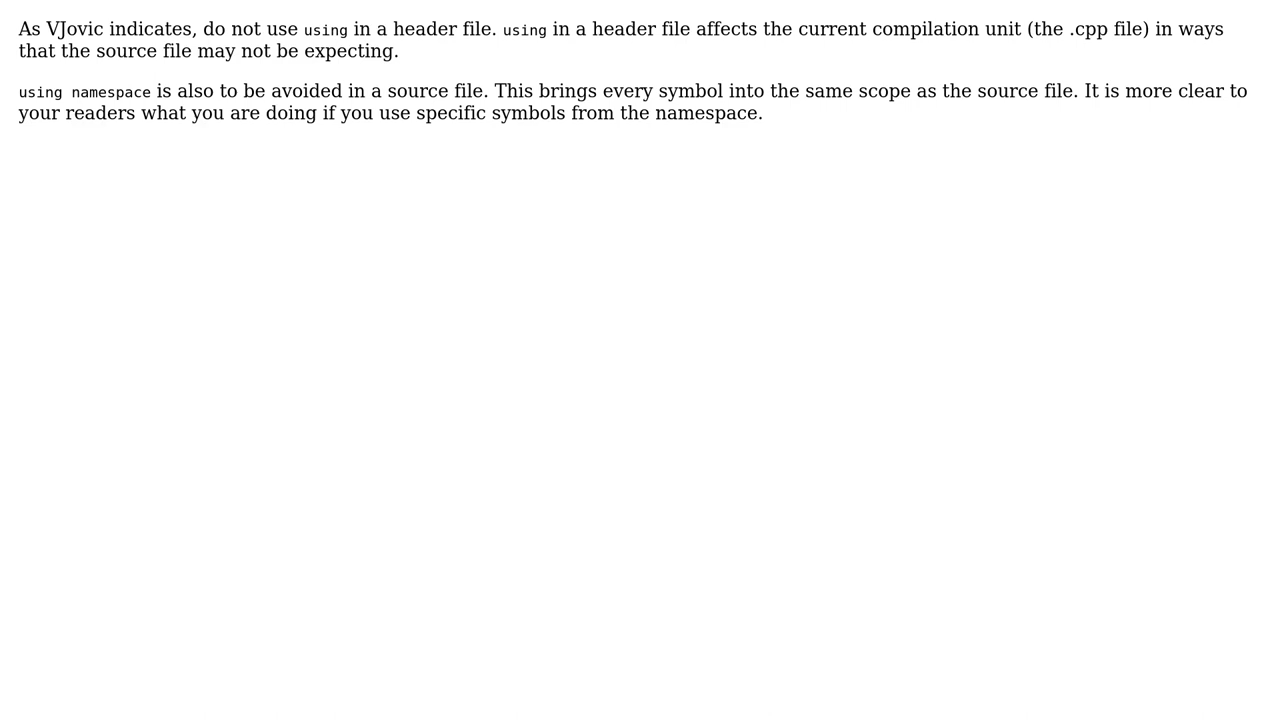 As VJovic indicates, do not use using in a header file. using in a header file affects the current compilation unit (the .cpp file) in ways
that the source file may not be expecting.
using namespace is also to be avoided in a source file. This brings every symbol into the same scope as the source file. It is more clear to
your readers what you are doing if you use specific symbols from the namespace.